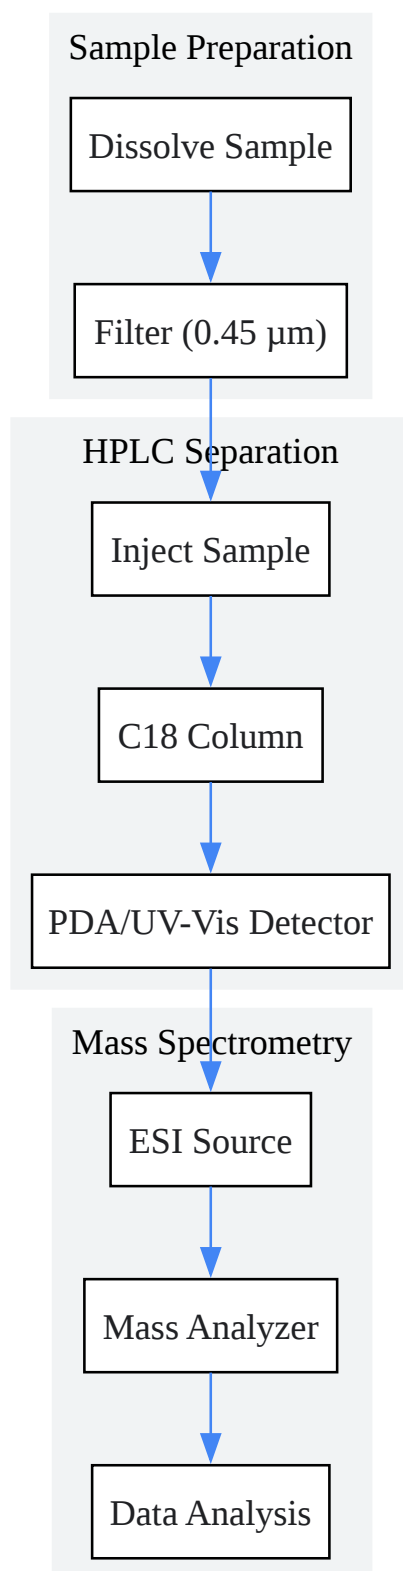 Sample Preparation
Dissolve Sample
Filter (0.45 µm)
HPLC Separation
Inject Sample
C18 Column
PDA/UV-Vis Detector
Mass Spectrometry
ESI Source
Mass Analyzer
Data Analysis